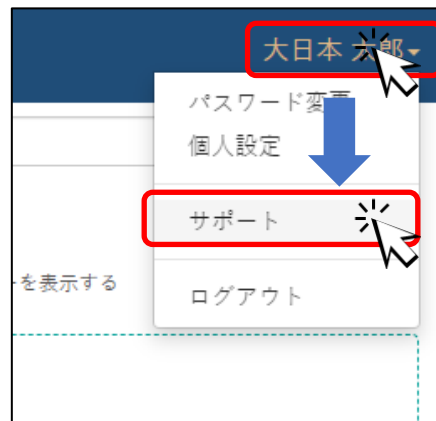 大日本 太郎
パスワード変更
個人設定
サポート
を表示する
ログアウト